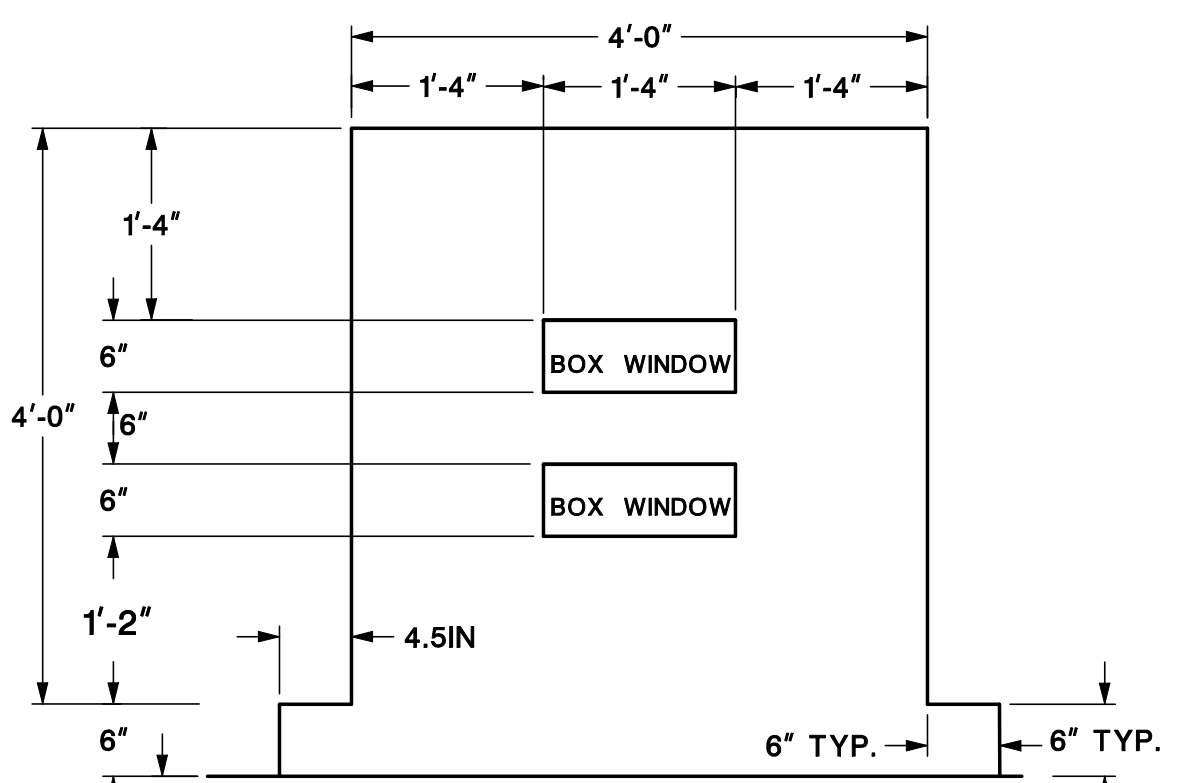 4'-0"
1'-4" 1'-4" 1'-4"
1'-4"
6"
BOX WINDOW
4'-0"
6"
6"
BOX WINDOW
1'-2"
4.5IN
6"
6" TYP.
6" TYP.